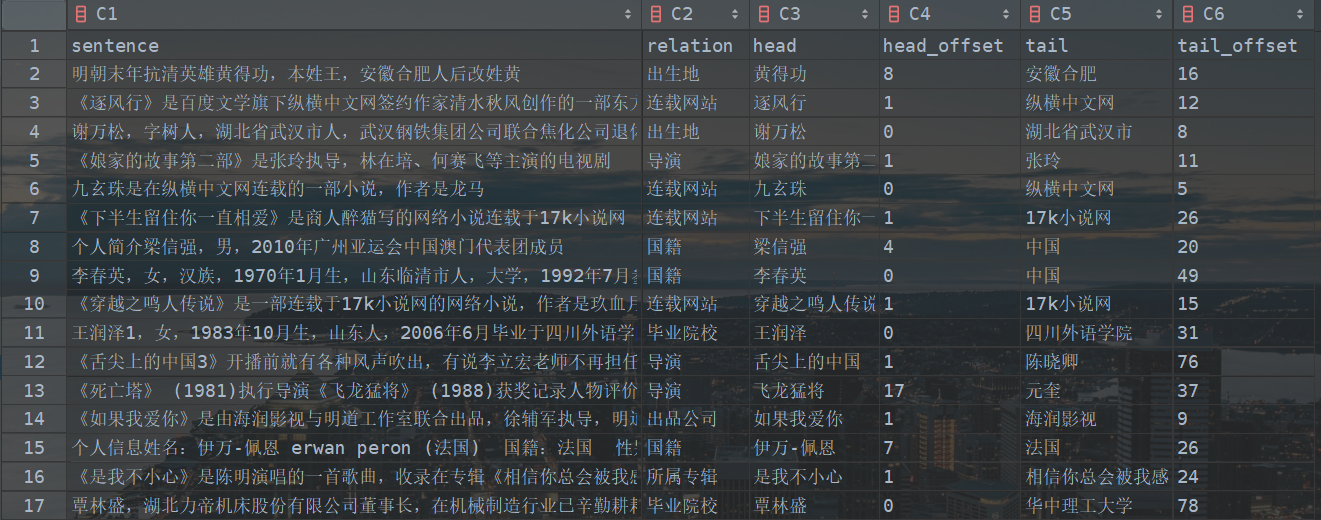 C1 C2 C3 C4 C5 C6
1 sentence relation head head_offset tail tail_offset
2 明朝末年抗清英雄黄得功，本姓王，安徽合肥人后改姓黄 出生地 黄得功 8 安徽合肥 16
3 《逐风行》是百度文学旗下纵横中文网签约作家清水秋风创作的一部东 连载网站 逐风行 1 纵横中文网 12
4 谢万松，字树人，湖北省武汉市人，武汉钢铁集团公司联合焦化公司退 出生地 谢万松 0 湖北省武汉市 8
5 《娘家的故事第二部》是张玲执导，林在培、何赛飞等主演的电视剧 导演 娘家的故事第二 1 张玲 11
6 九玄珠是在纵横中文网连载的一部小说，作者是龙马 连载网站 九玄珠 0 纵横中文网 5
7 《下半生留住你一直相爱》是商人醉猫写的网络小说连载于17k小说网 连载网站 下半生留住你一 1 17k小说网 26
8 个人简介梁信强，男，2010年广州亚运会中国澳门代表团成员 国籍 梁信强 4 中国 20
9 李春英，女，汉族，1970年1月生，山东临清市人，大学，1992年7月 国籍 李春英 0 中国 49
10 《穿越之鸣人传说》是一部连载于17k小说网的网络小说，作者是玖血月 连载网站 穿越之鸣人传说 1 17k小说网 15
11 王润泽1，女，1983年10月生，山东人，2006年6月毕业于四川外语学 毕业院校 王润泽 0 四川外语学院 31
12 《舌尖上的中国3》开播前就有各种风声吹出，有说李立宏老师不再担任 导演 舌尖上的中国 1 陈晓卿 76
13 《死亡塔》 (1981)执行导演《飞龙猛将》 (1988)获奖记录人物评价 导演 飞龙猛将 17 元奎 37
14 《如果我爱你》是由海润影视与明道工作室联合出品，徐辅军执导，明道 出品公司 如果我爱你 1 海润影视 9
15 个人信息姓名：伊万-佩恩 erwan peron (法国) 国籍：法国 性 国籍 伊万-佩恩 7 法国 26
16 《是我不小心》是陈明演唱的一首歌曲，收录在专辑《相信你总会被我感 所属专辑 是我不小心 1 相信你总会被我感 24
17 覃林盛，湖北力帝机床股份有限公司董事长，在机械制造行业已辛勤耕耘 毕业院校 覃林盛 0 华中理工大学 78